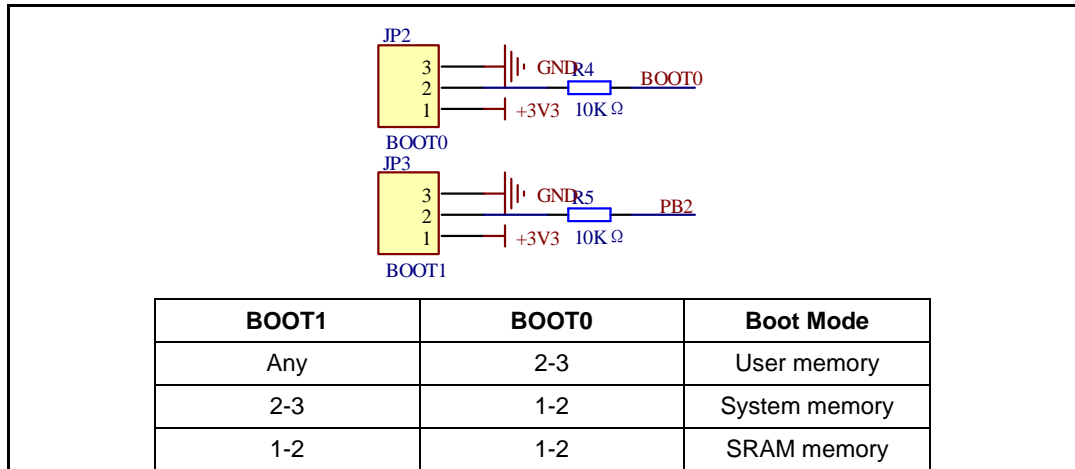 JP2
3 GND R4 BOOT0
2
1 +3V3 10KΩ
BOOT0
JP3
3 GND R5 PB2
2
1 +3V3 10KΩ
BOOT1
BOOT1 BOOT0 Boot Mode
Any 2-3 User memory
2-3 1-2 System memory
1-2 1-2 SRAM memory